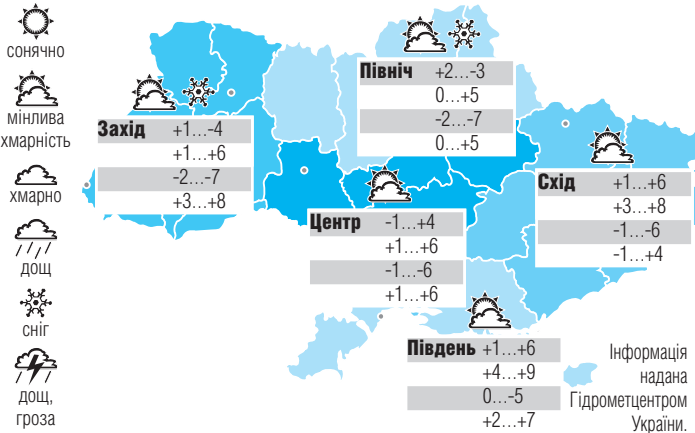 сонячно
мінлива
хмарність
хмарно
дощ
сніг
дощ,
гроза
Північ +2...-3
0...+5
-2...-7
0...+5
Захід +1...-4
+1...+6
-2...-7
+3...+8
Схід +1...+6
+3...+8
-1...-6
-1...+4
Центр -1...+4
+1...+6
-1...-6
+1...+6
Південь +1...+6
+4...+9
0...-5
+2...+7
Інформація
надана
Гідрометцентром
України.